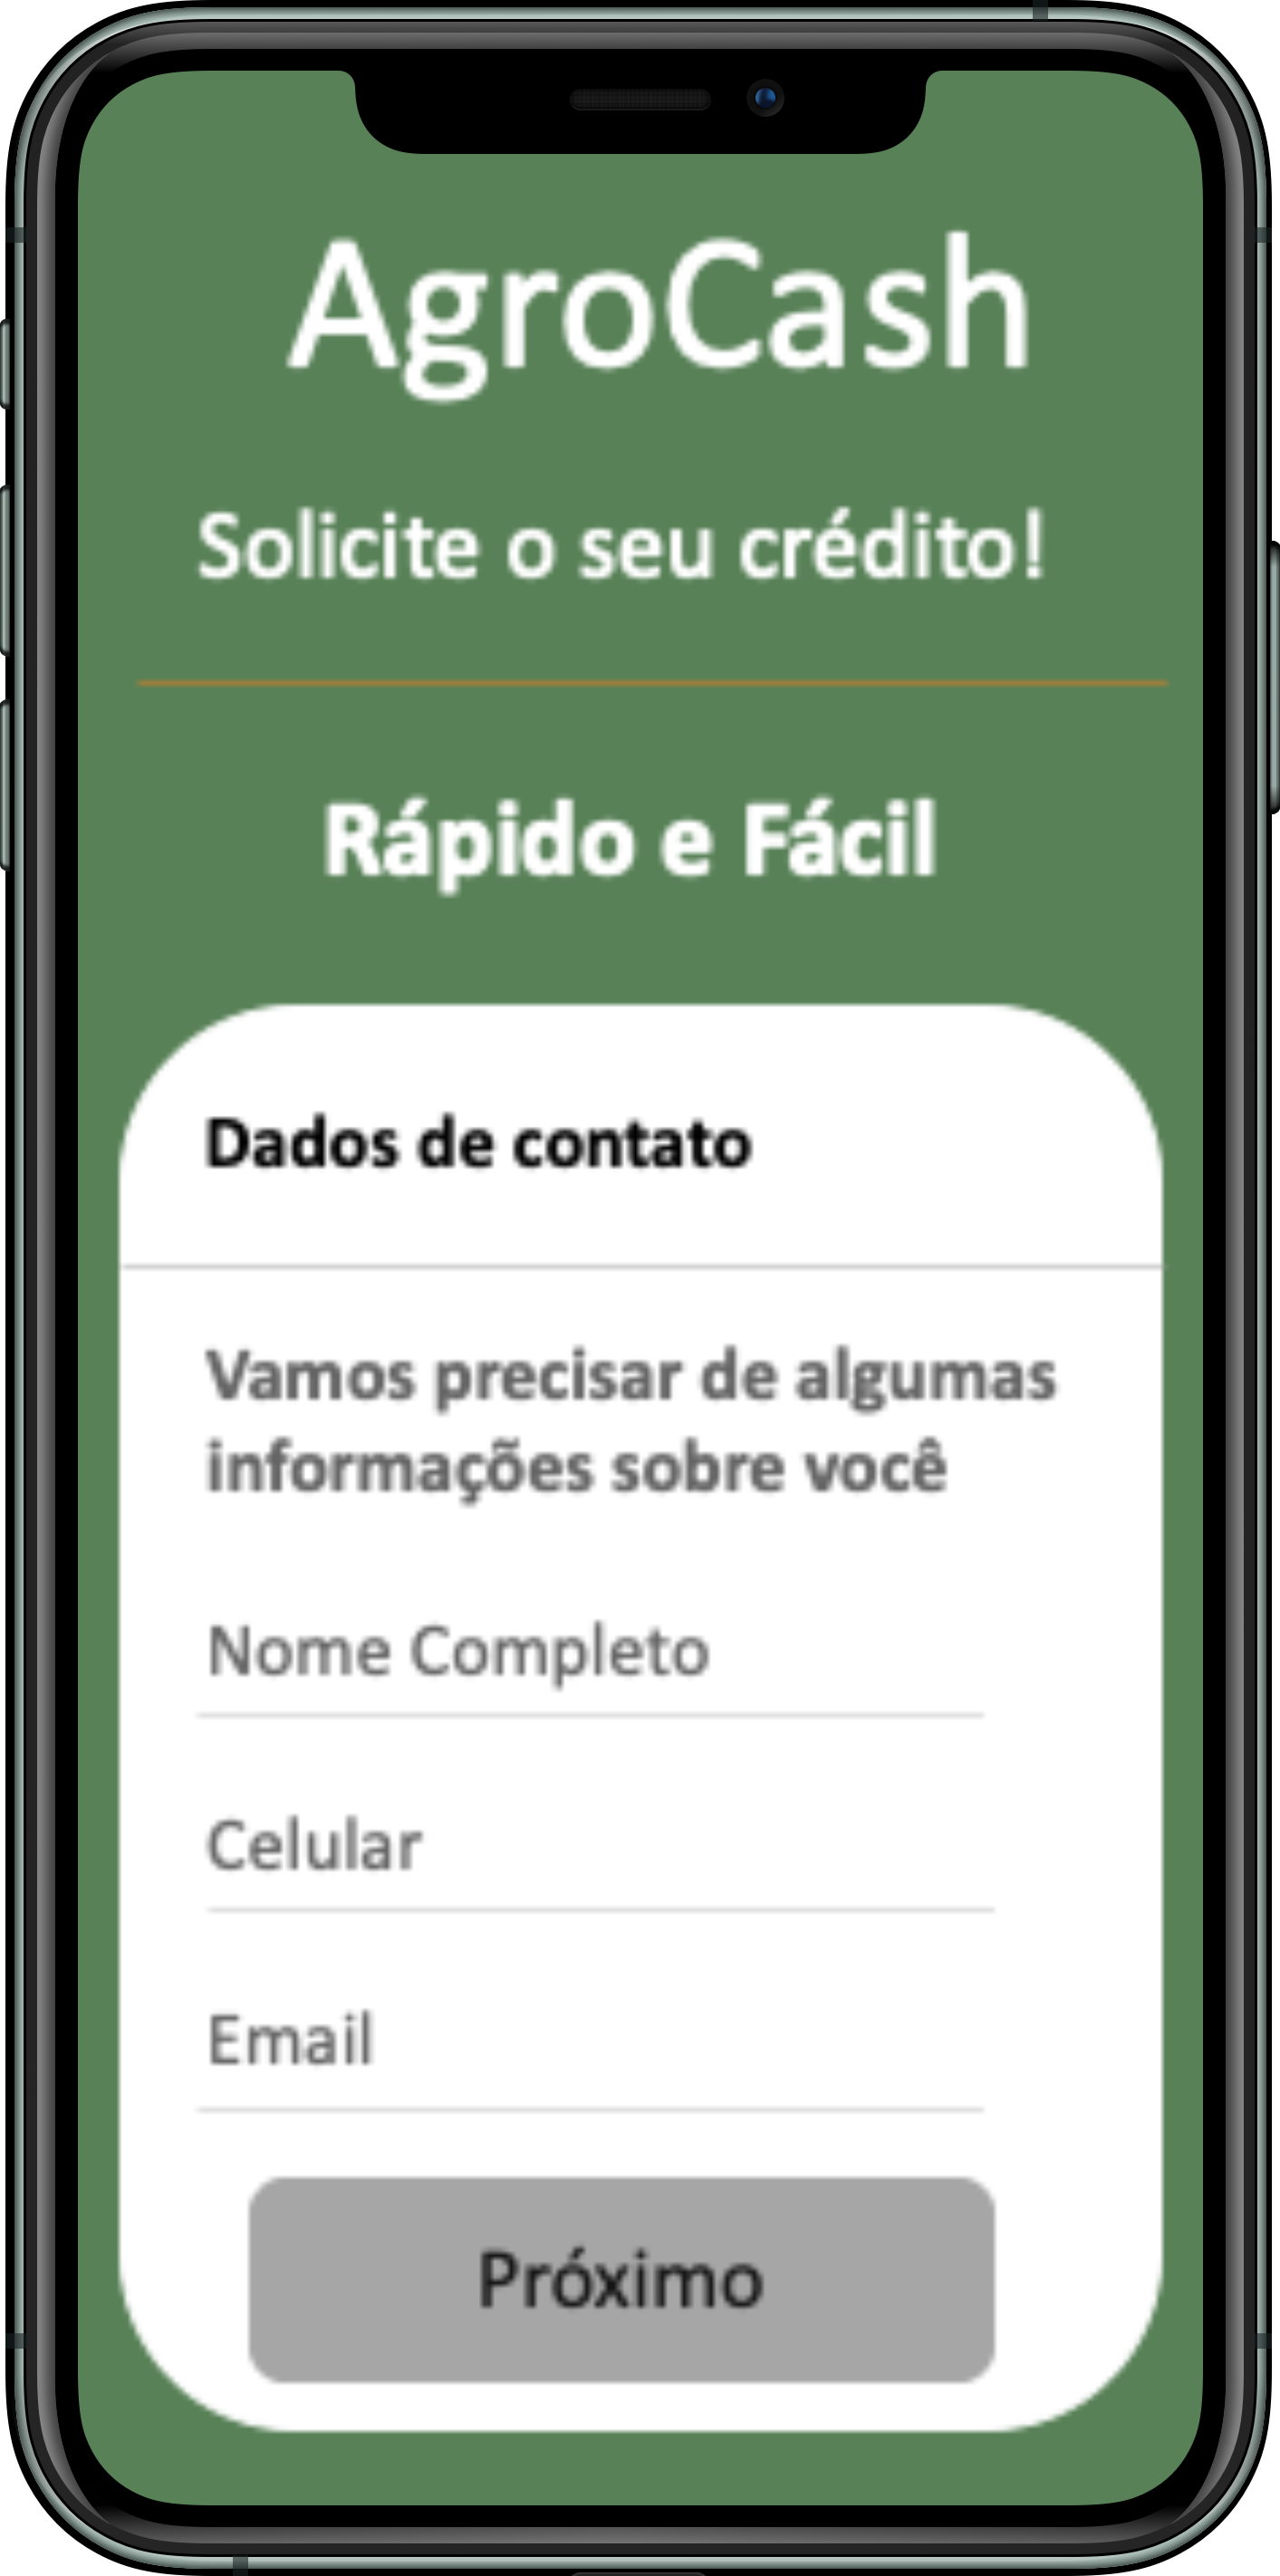 AgroCash
Solicite o seu crédito!
Rápido e Fácil
Dados de contato
Vamos precisar de algumas
informações sobre você
Nome Completo
Celular
Email
Próximo